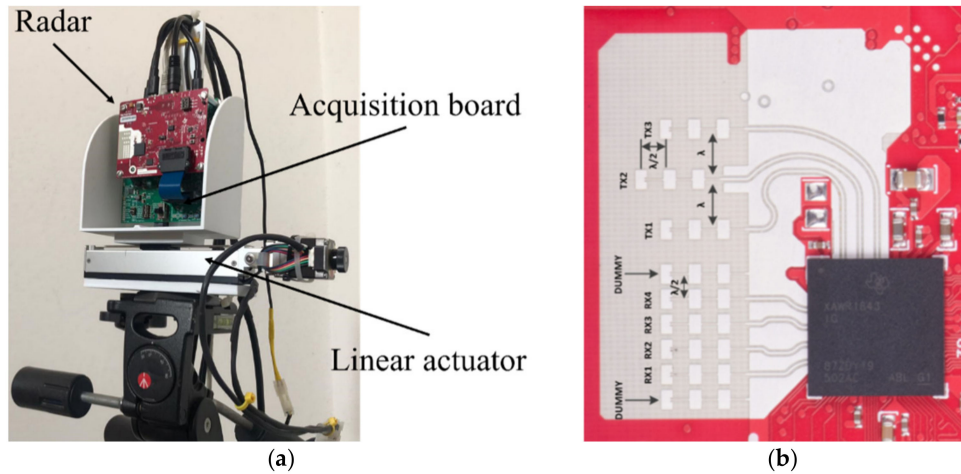 Radar
Acquisition board
Linear actuator
(a)
TX3
λ
λ/2
TX2
λ
TX1
DUMMY
λ/2
RX4
RX3
RX2
RX1
DUMMY
(b)